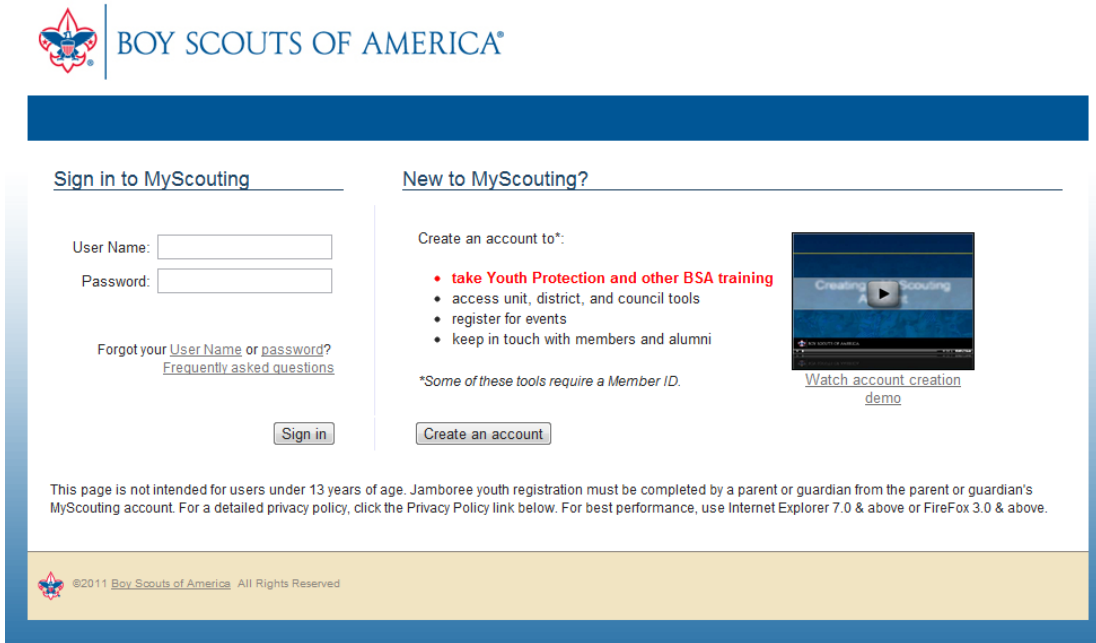 BOY SCOUTS OF AMERICA®
Sign in to MyScouting
User Name:
Password:
Forgot your User Name or password?
Frequently asked questions
Sign in
New to MyScouting?
Create an account to*:
• take Youth Protection and other BSA training
• access unit, district, and council tools
• register for events
• keep in touch with members and alumni
*Some of these tools require a Member ID.
Create an account
Watch account creation
demo
This page is not intended for users under 13 years of age. Jamboree youth registration must be completed by a parent or guardian from the parent or guardian's
MyScouting account. For a detailed privacy policy, click the Privacy Policy link below. For best performance, use Internet Explorer 7.0 & above or FireFox 3.0 & above.
©2011 Boy Scouts of America All Rights Reserved